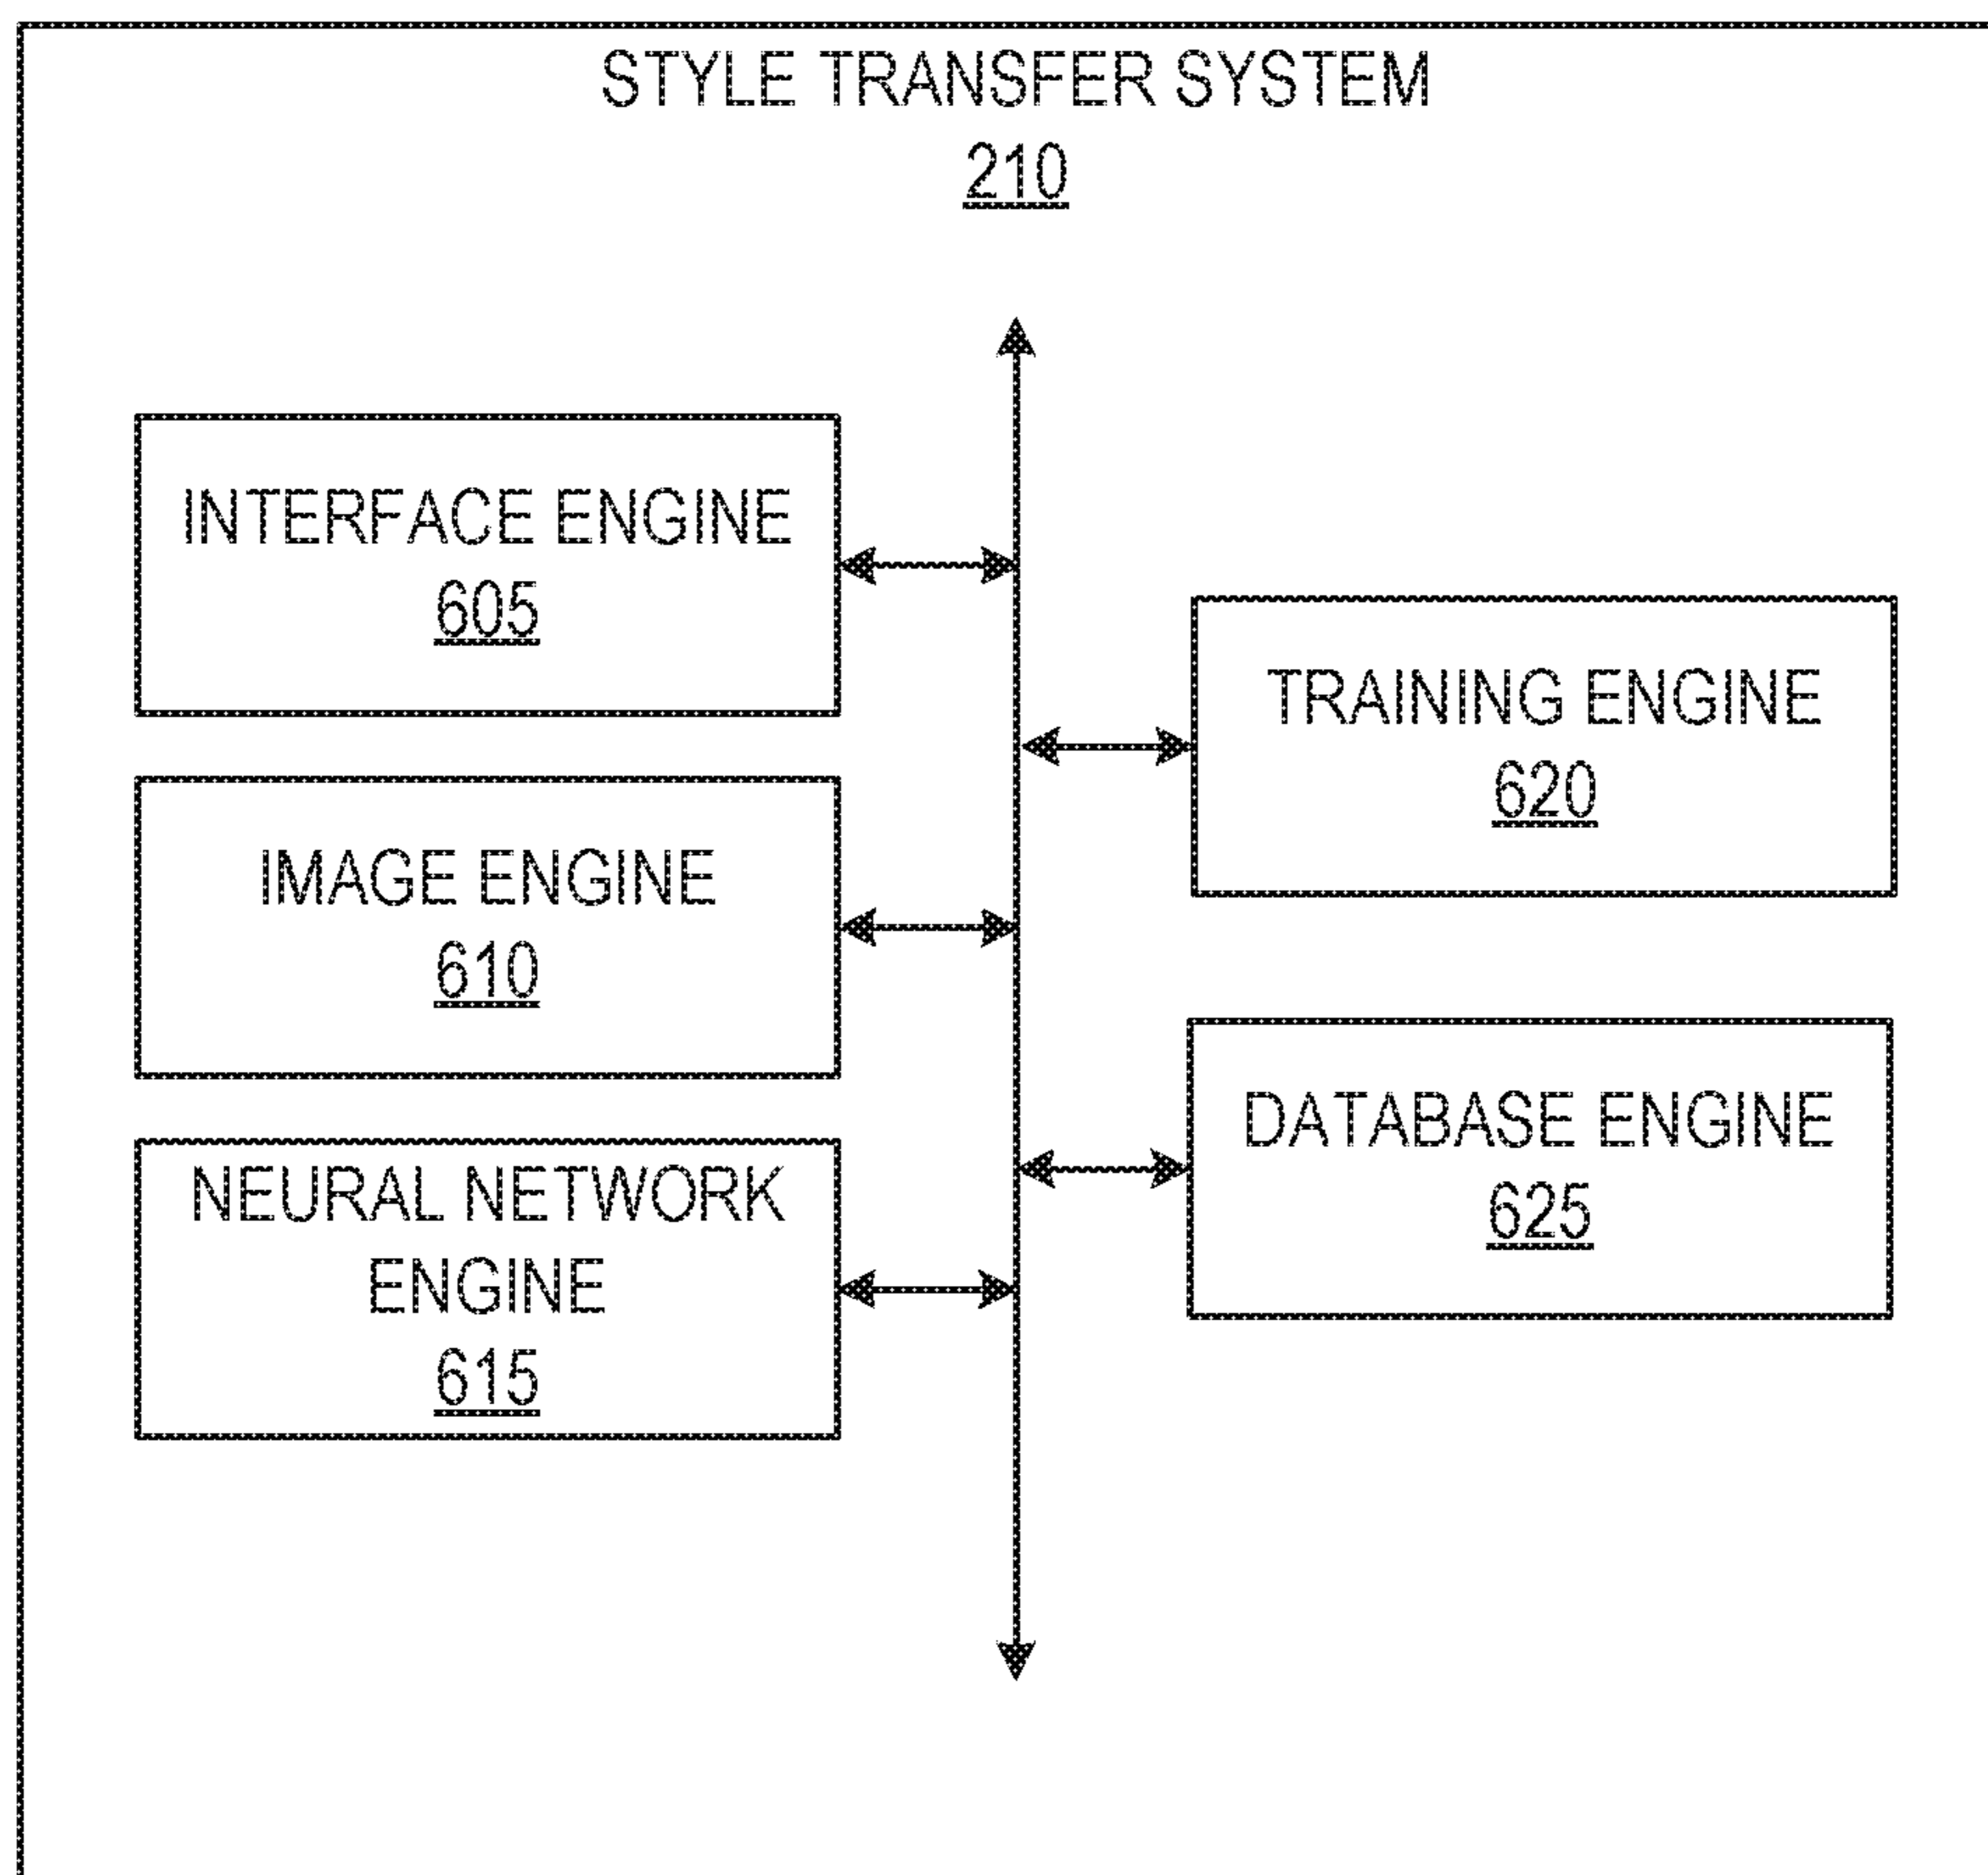 STYLE TRANSFER SYSTEM
210
INTERFACE ENGINE
605
IMAGE ENGINE
610
NEURAL NETWORK
ENGINE
615
TRAINING ENGINE
620
DATABASE ENGINE
625